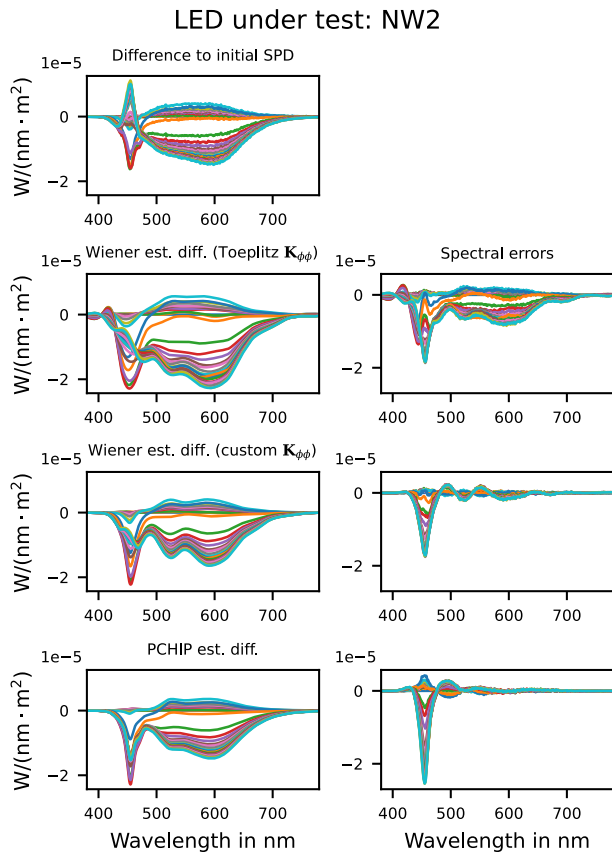 LED under test: NW2
Difference to initial SPD
1e−5
W/(nm · m²)
0
−2
400 500 600 700
Wiener est. diff. (Toeplitz K_ϕϕ)
Spectral errors
1e−5
1e−5
W/(nm · m²)
0
−2
0
−2
400 500 600 700
400 500 600 700
Wiener est. diff. (custom K_ϕϕ)
1e−5
1e−5
W/(nm · m²)
0
−2
0
−2
400 500 600 700
400 500 600 700
PCHIP est. diff.
1e−5
1e−5
W/(nm · m²)
0
−2
0
−2
400 500 600 700
400 500 600 700
Wavelength in nm
Wavelength in nm